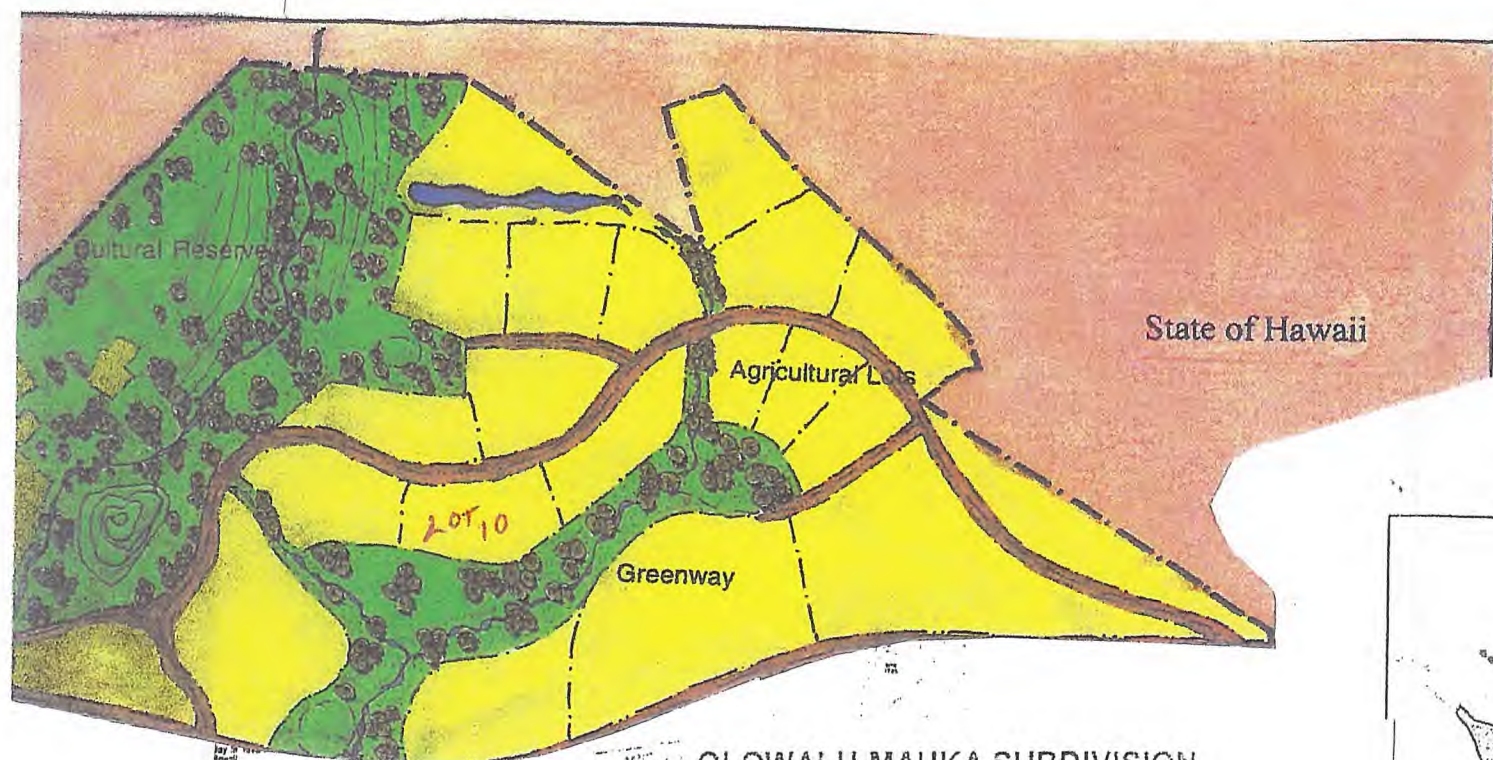 Cultural Reserve
State of Hawaii
Agricultural Lots
LOT 10
Greenway
OLOWALU MAUKA SUBDIVISION